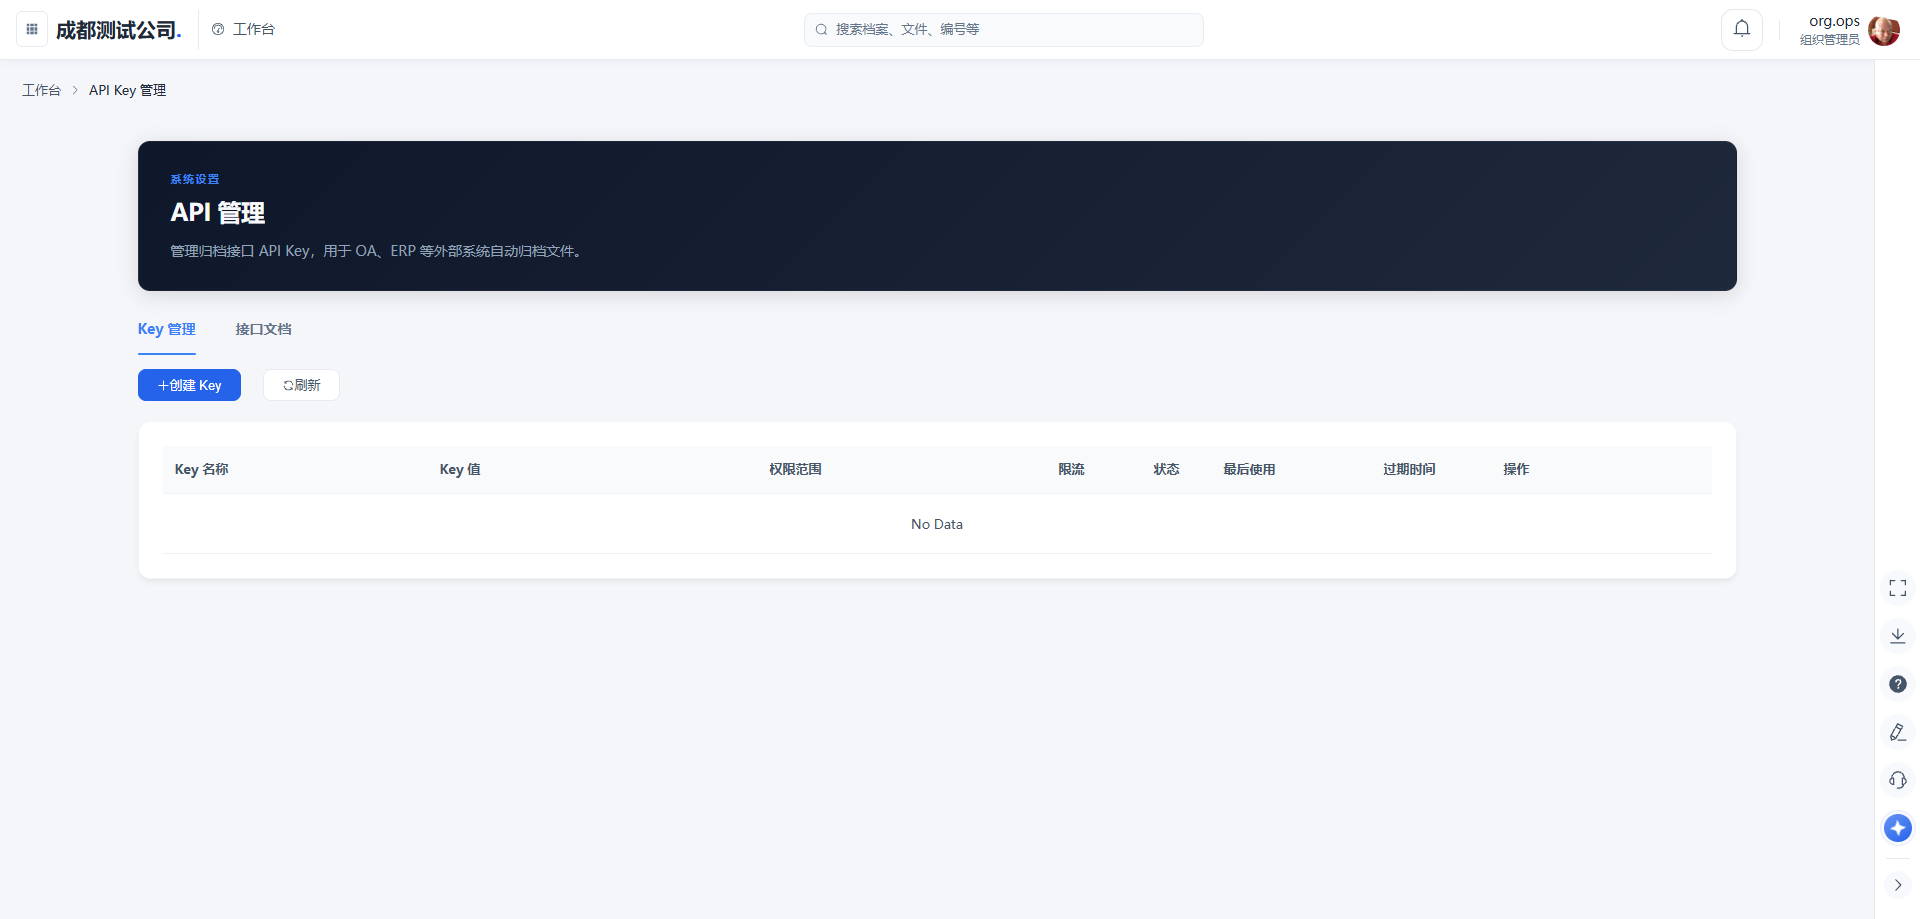 成都测试公司.
工作台
搜索档案、文件、编号等
org.ops
组织管理员
工作台 > API Key 管理
系统设置
API 管理
管理归档接口 API Key，用于 OA、ERP 等外部系统自动归档文件。
Key 管理
接口文档
+创建 Key
刷新
Key 名称 Key 值 权限范围 限流 状态 最后使用 过期时间 操作
No Data